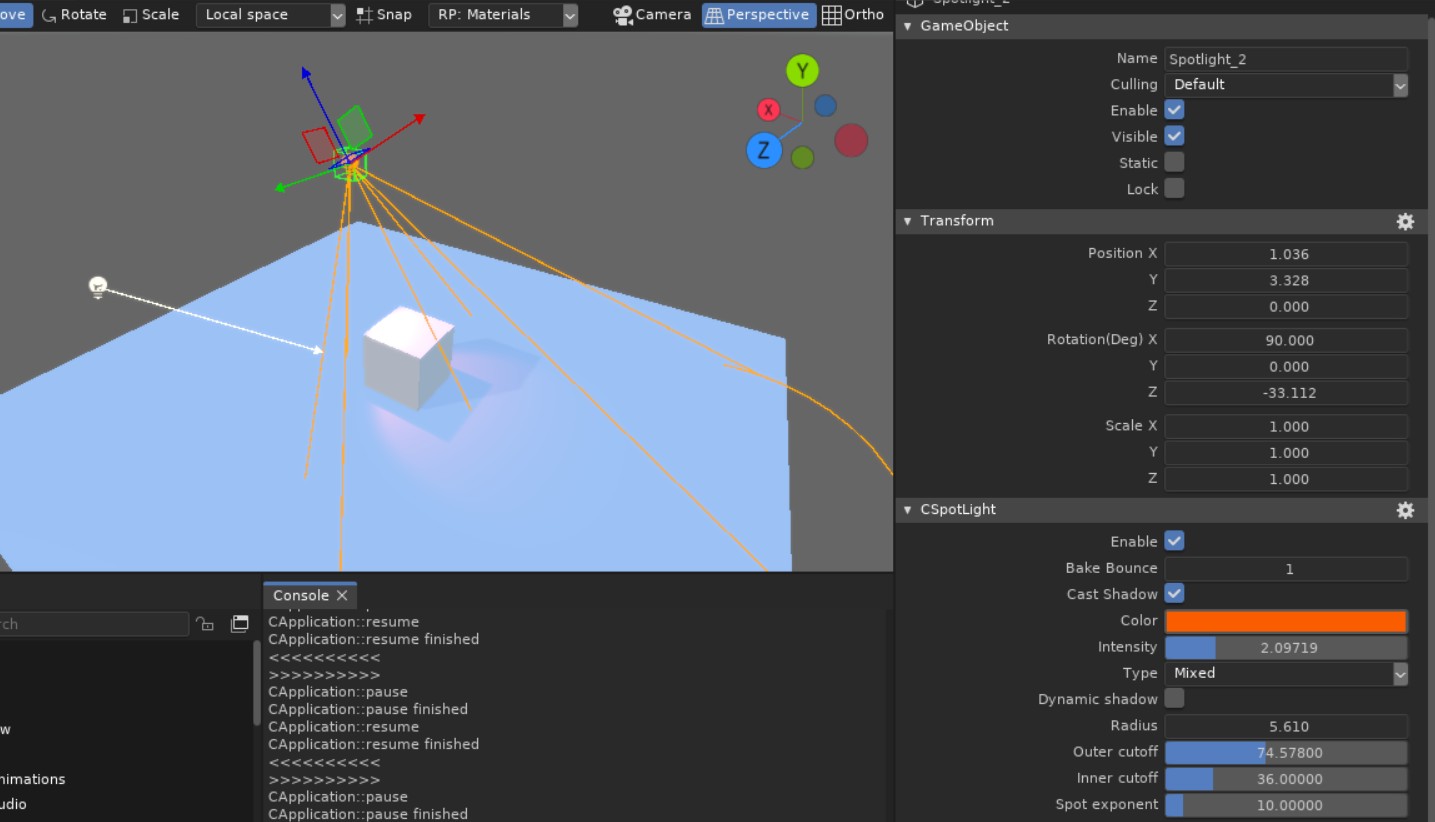 ove Rotate Scale Local space Snap RP: Materials Camera Perspective Ortho
Y
X
Z
Spotlight_2
GameObject
Name Spotlight_2
Culling Default
Enable
Visible
Static
Lock
Transform
Position X 1.036
Y 3.328
Z 0.000
Rotation(Deg) X 90.000
Y 0.000
Z -33.112
Scale X 1.000
Y 1.000
Z 1.000
CSpotLight
Enable
Bake Bounce 1
Cast Shadow
Color
Intensity 2.09719
Type Mixed
Dynamic shadow
Radius 5.610
Outer cutoff 74.57800
Inner cutoff 36.00000
Spot exponent 10.00000
rch
w
nimations
udio
Console
CApplication::resume
CApplication::resume finished
<<<<<<<<<<
>>>>>>>>>>
CApplication::pause
CApplication::pause finished
CApplication::resume
CApplication::resume finished
<<<<<<<<<<
>>>>>>>>>>
CApplication::pause
CApplication::pause finished